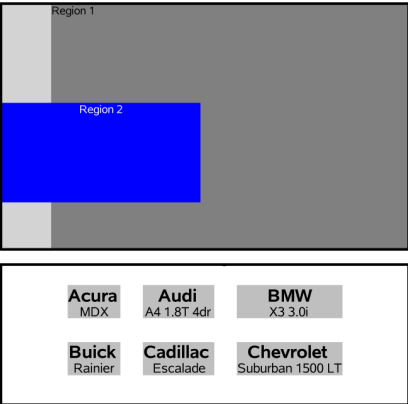 Region 1
Region 2
Acura
MDX
Audi
A4 1.8T 4dr
BMW
X3 3.0i
Buick
Rainier
Cadillac
Escalade
Chevrolet
Suburban 1500 LT